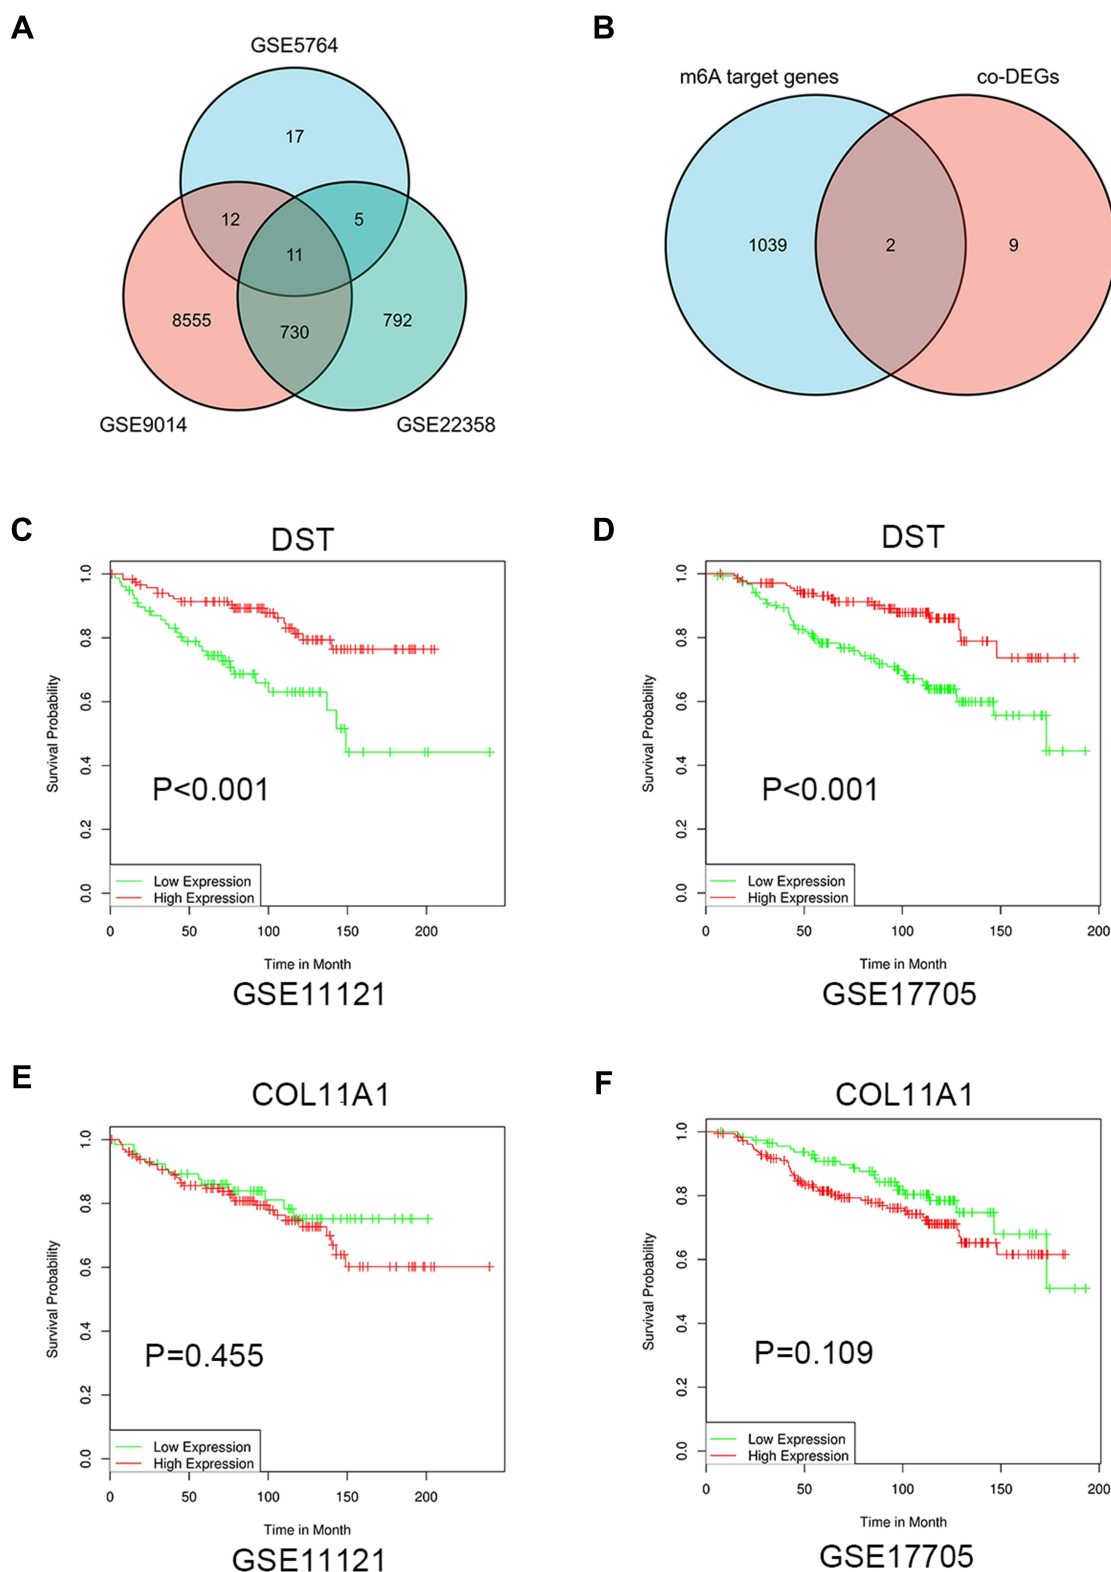 A
GSE5764
17
12
5
11
8555
730
792
GSE9014
GSE22358
B
m6A target genes
co-DEGs
1039
2
9
C
DST
Survival Probability
1.0
0.8
0.6
0.4
0.2
0.0
P<0.001
Low Expression
High Expression
0 50 100 150 200
Time in Month
GSE11121
D
DST
Survival Probability
1.0
0.8
0.6
0.4
0.2
0.0
P<0.001
Low Expression
High Expression
0 50 100 150 200
Time in Month
GSE17705
E
COL11A1
Survival Probability
1.0
0.8
0.6
0.4
0.2
0.0
P=0.455
Low Expression
High Expression
0 50 100 150 200
Time in Month
GSE11121
F
COL11A1
Survival Probability
1.0
0.8
0.6
0.4
0.2
0.0
P=0.109
Low Expression
High Expression
0 50 100 150 200
Time in Month
GSE17705